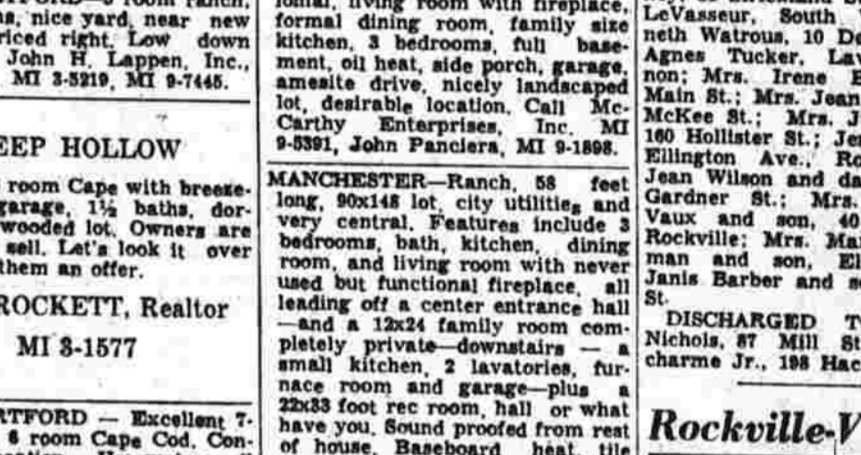 room ranch,
nice yard, near new
priced right. Low down
John H. Lappen, Inc.,
MI 3-5219, MI 9-7445.
EEP HOLLOW
room Cape with breeze-
garage, 1½ baths, dor-
wooded lot. Owners are
sell. Let's look it over
them an offer.
ROCKETT, Realtor
MI 3-1577
RTFORD — Excellent 7-
6 room Cape Cod. Con-
living room with fireplace,
formal dining room, family size
kitchen, 3 bedrooms, full base-
ment, oil heat, side porch, garage,
amesite drive, nicely landscaped
lot, desirable location. Call Mc-
Carthy Enterprises, Inc. MI
9-5391, John Panciera, MI 9-1898.
MANCHESTER—Ranch, 58 feet
long, 90x148 lot, city utilities, and
very central. Features include 3
bedrooms, bath, kitchen, dining
room, and living room with never
used but functional fireplace, all
leading off a center entrance hall
—and a 12x24 family room com-
pletely private—downstairs — a
small kitchen, 2 lavatories, fur-
nace room and garage—plus a
22x33 foot rec room, hall or what
have you. Sound proofed from rest
of house. Baseboard heat, tile
LeVasseur, South
neth Watrous, 10 De
Agnes Tucker, Lav
non; Mrs. Irene
Main St.; Mrs. Jean
McKee St.; Mrs. J
160 Hollister St.; Je
Ellington Ave., Ro
Jean Wilson and da
Gardner St.; Mrs.
Vaux and son, 40
Rockville; Mrs. Ma
man and son, El
Janis Barber and s
St.
DISCHARGED T
Nichols, 87 Mill St
charme Jr., 198 Hac
Rockville-V